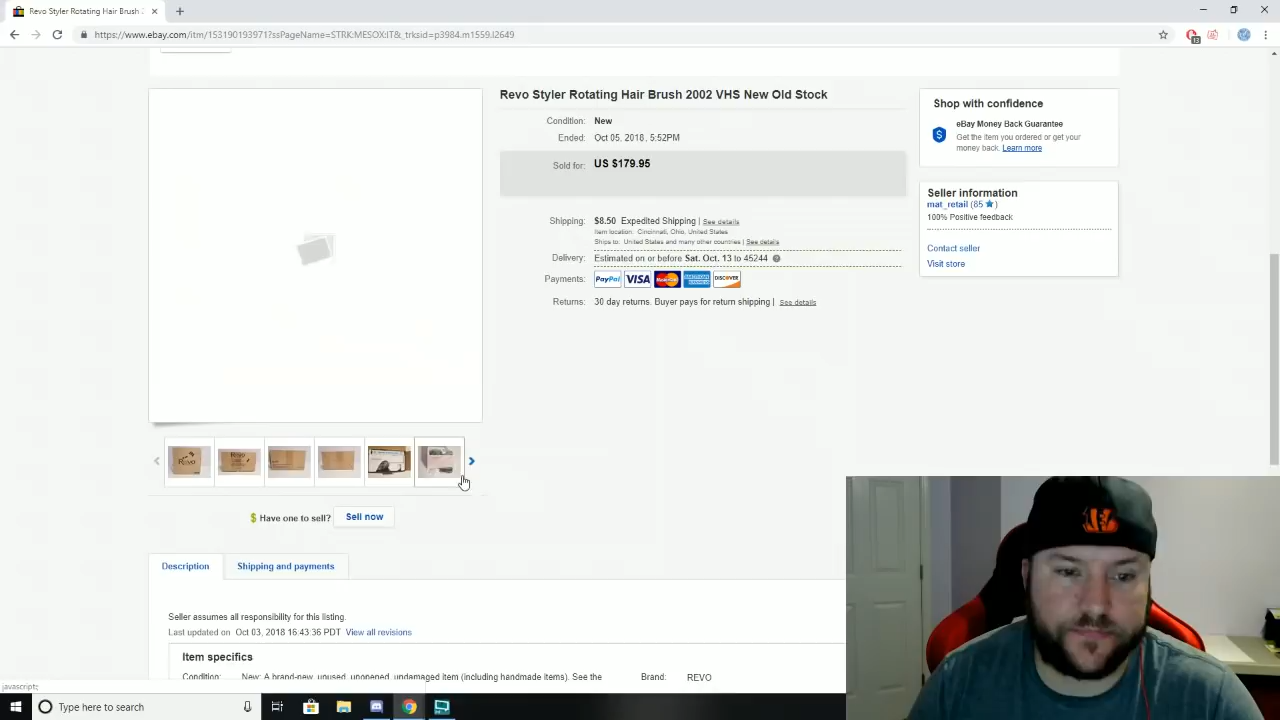 Revo Styler Rotating Hair Brush
https://www.ebay.com/itm/153190193971?ssPageName=STRK:MESOX:IT&_trksid=p3984.m1559.l2649
13
Revo Styler Rotating Hair Brush 2002 VHS New Old Stock
Condition: New
Ended: Oct 05, 2018, 5:52PM
Sold for: US $179.95
Shipping: $8.50 Expedited Shipping | See details
Item location: Cincinnati, Ohio, United States
Ships to: United States and many other countries | See details
Delivery: Estimated on or before Sat. Oct. 13 to 45244
Payments: PayPal VISA MasterCard DISCOVER
Returns: 30 day returns. Buyer pays for return shipping | See details
Shop with confidence
eBay Money Back Guarantee
Get the item you ordered or get your
money back. Learn more
Seller information
mat_retail (85)
100% Positive feedback
Contact seller
Visit store
Revo
Revo
$ Have one to sell? Sell now
Description
Shipping and payments
Seller assumes all responsibility for this listing.
Last updated on Oct 03, 2018 16:43:36 PDT View all revisions
Item specifics
Condition: New: A brand-new, unused, unopened, undamaged item (including handmade items). See the
Brand: REVO
javascript:;
Type here to search